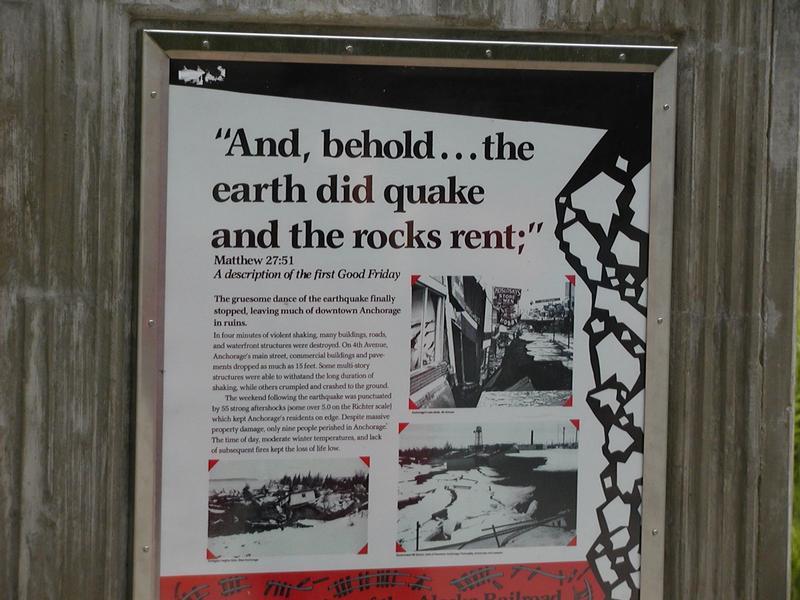 “And, behold...the
earth did quake
and the rocks rent;”
Matthew 27:51
A description of the first Good Friday
The gruesome dance of the earthquake finally
stopped, leaving much of downtown Anchorage
in ruins.
In four minutes of violent shaking, many buildings, roads,
and waterfront structures were destroyed. On 4th Avenue,
Anchorage's main street, commercial buildings and pave-
ments dropped as much as 15 feet. Some multi-story
structures were able to withstand the long duration of
shaking, while others crumpled and crashed to the ground.
The weekend following the earthquake was punctuated
by 55 strong aftershocks (some over 5.0 on the Richter scale)
which kept Anchorage's residents on edge. Despite massive
property damage, only nine people perished in Anchorage.
The time of day, moderate winter temperatures, and lack
of subsequent fires kept the loss of life low.
of the Alaska Railroad